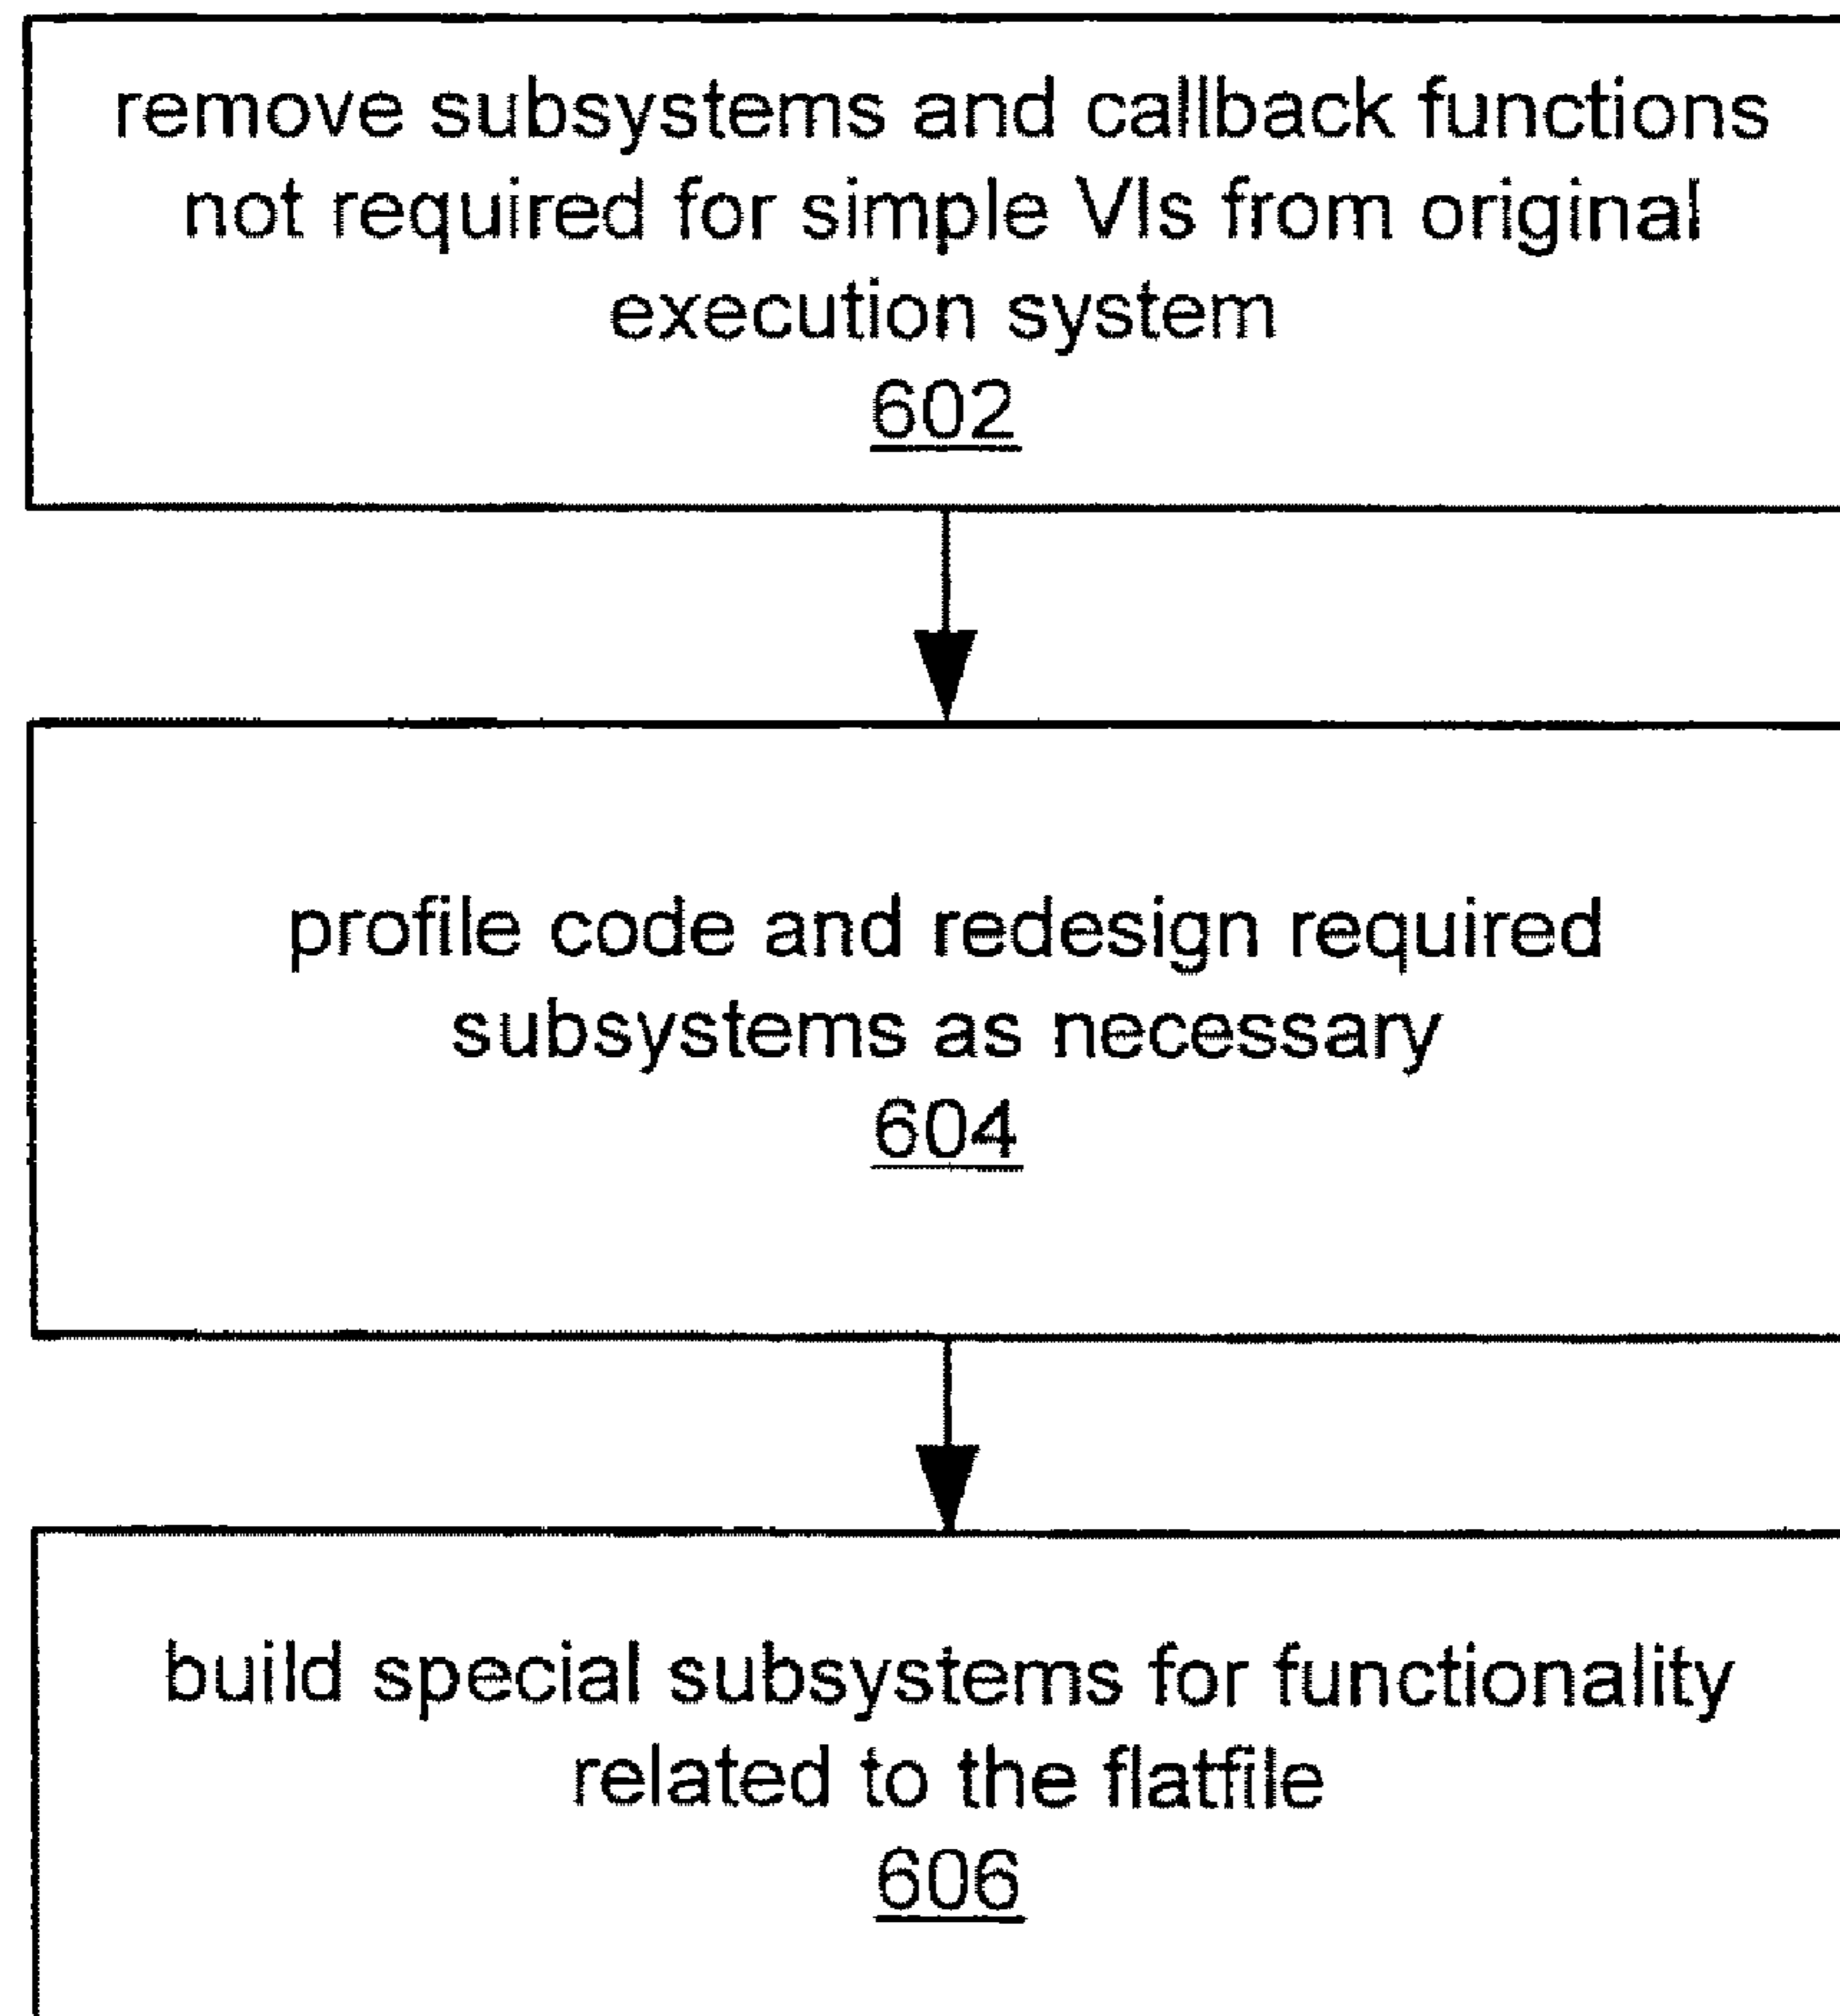 remove subsystems and callback functions
not required for simple VIs from original
execution system
602
profile code and redesign required
subsystems as necessary
604
build special subsystems for functionality
related to the flatfile
606